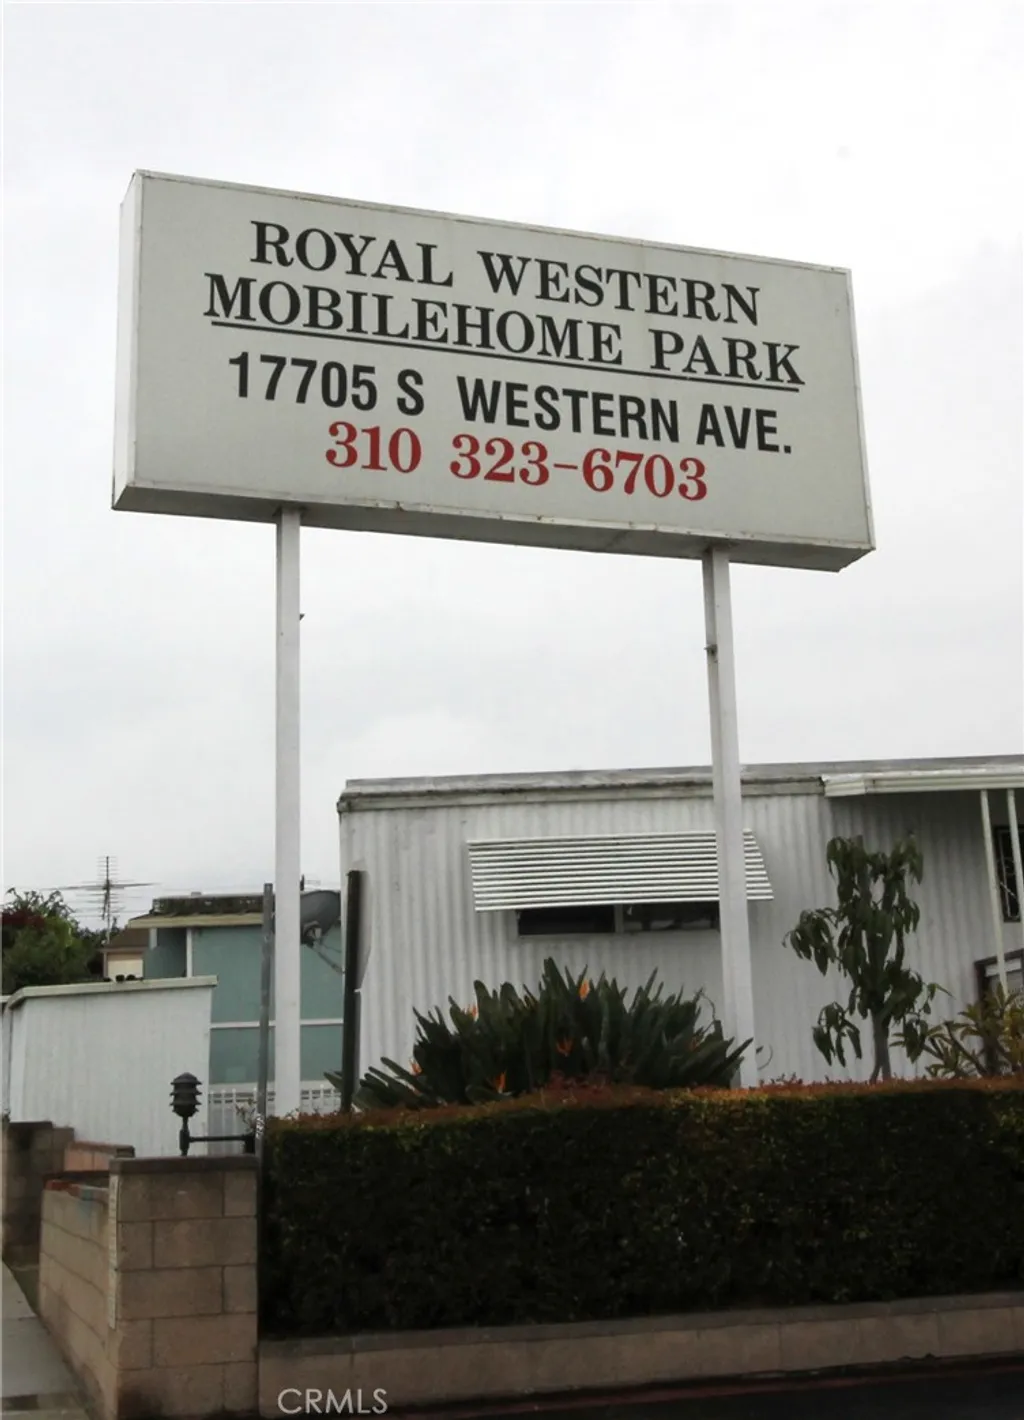 ROYAL WESTERN
MOBILEHOME PARK
17705 S WESTERN AVE.
310 323-6703
CRMLS